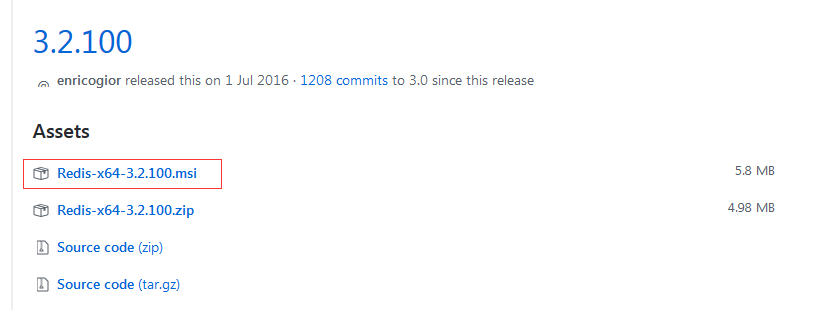 3.2.100
enricogior released this on 1 Jul 2016 · 1208 commits to 3.0 since this release
Assets
Redis-x64-3.2.100.msi 5.8 MB
Redis-x64-3.2.100.zip 4.98 MB
Source code (zip)
Source code (tar.gz)